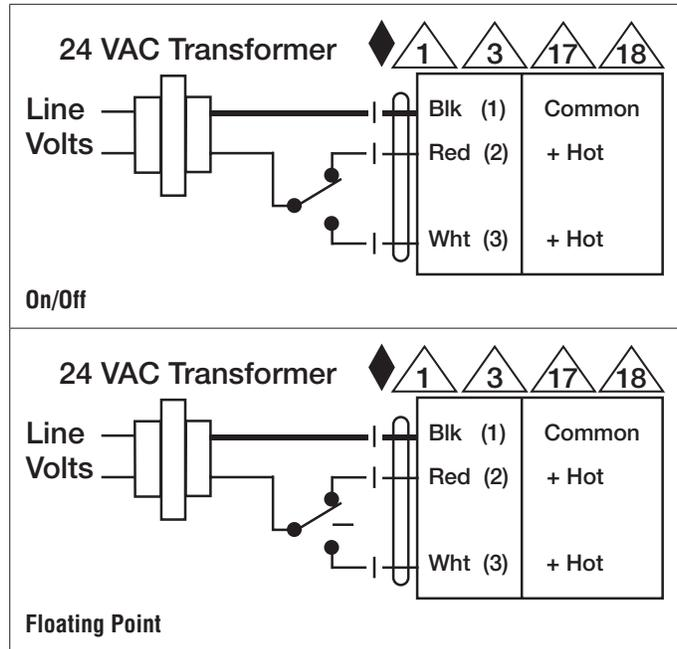 24 VAC Transformer
1 3 17 18
Line Volts
Blk (1) Common
Red (2) + Hot
Wht (3) + Hot
On/Off
24 VAC Transformer
1 3 17 18
Line Volts
Blk (1) Common
Red (2) + Hot
Wht (3) + Hot
Floating Point